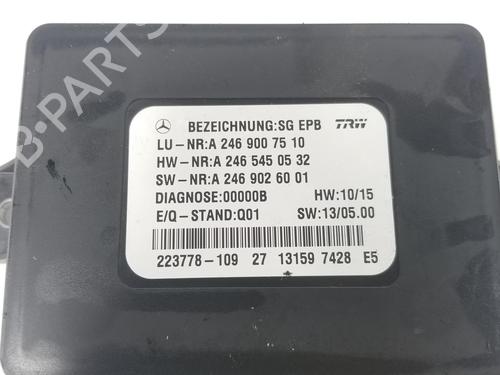 BEZEICHNUNG:SG EPB TRW
LU-NR:A 246 900 75 10
HW-NR:A 246 545 05 32
SW-NR:A 246 902 60 01
DIAGNOSE:00000B HW:10/15
E/Q-STAND:Q01 SW:13/05.00
223778-109 27 13159 7428 E5
B-PARTS